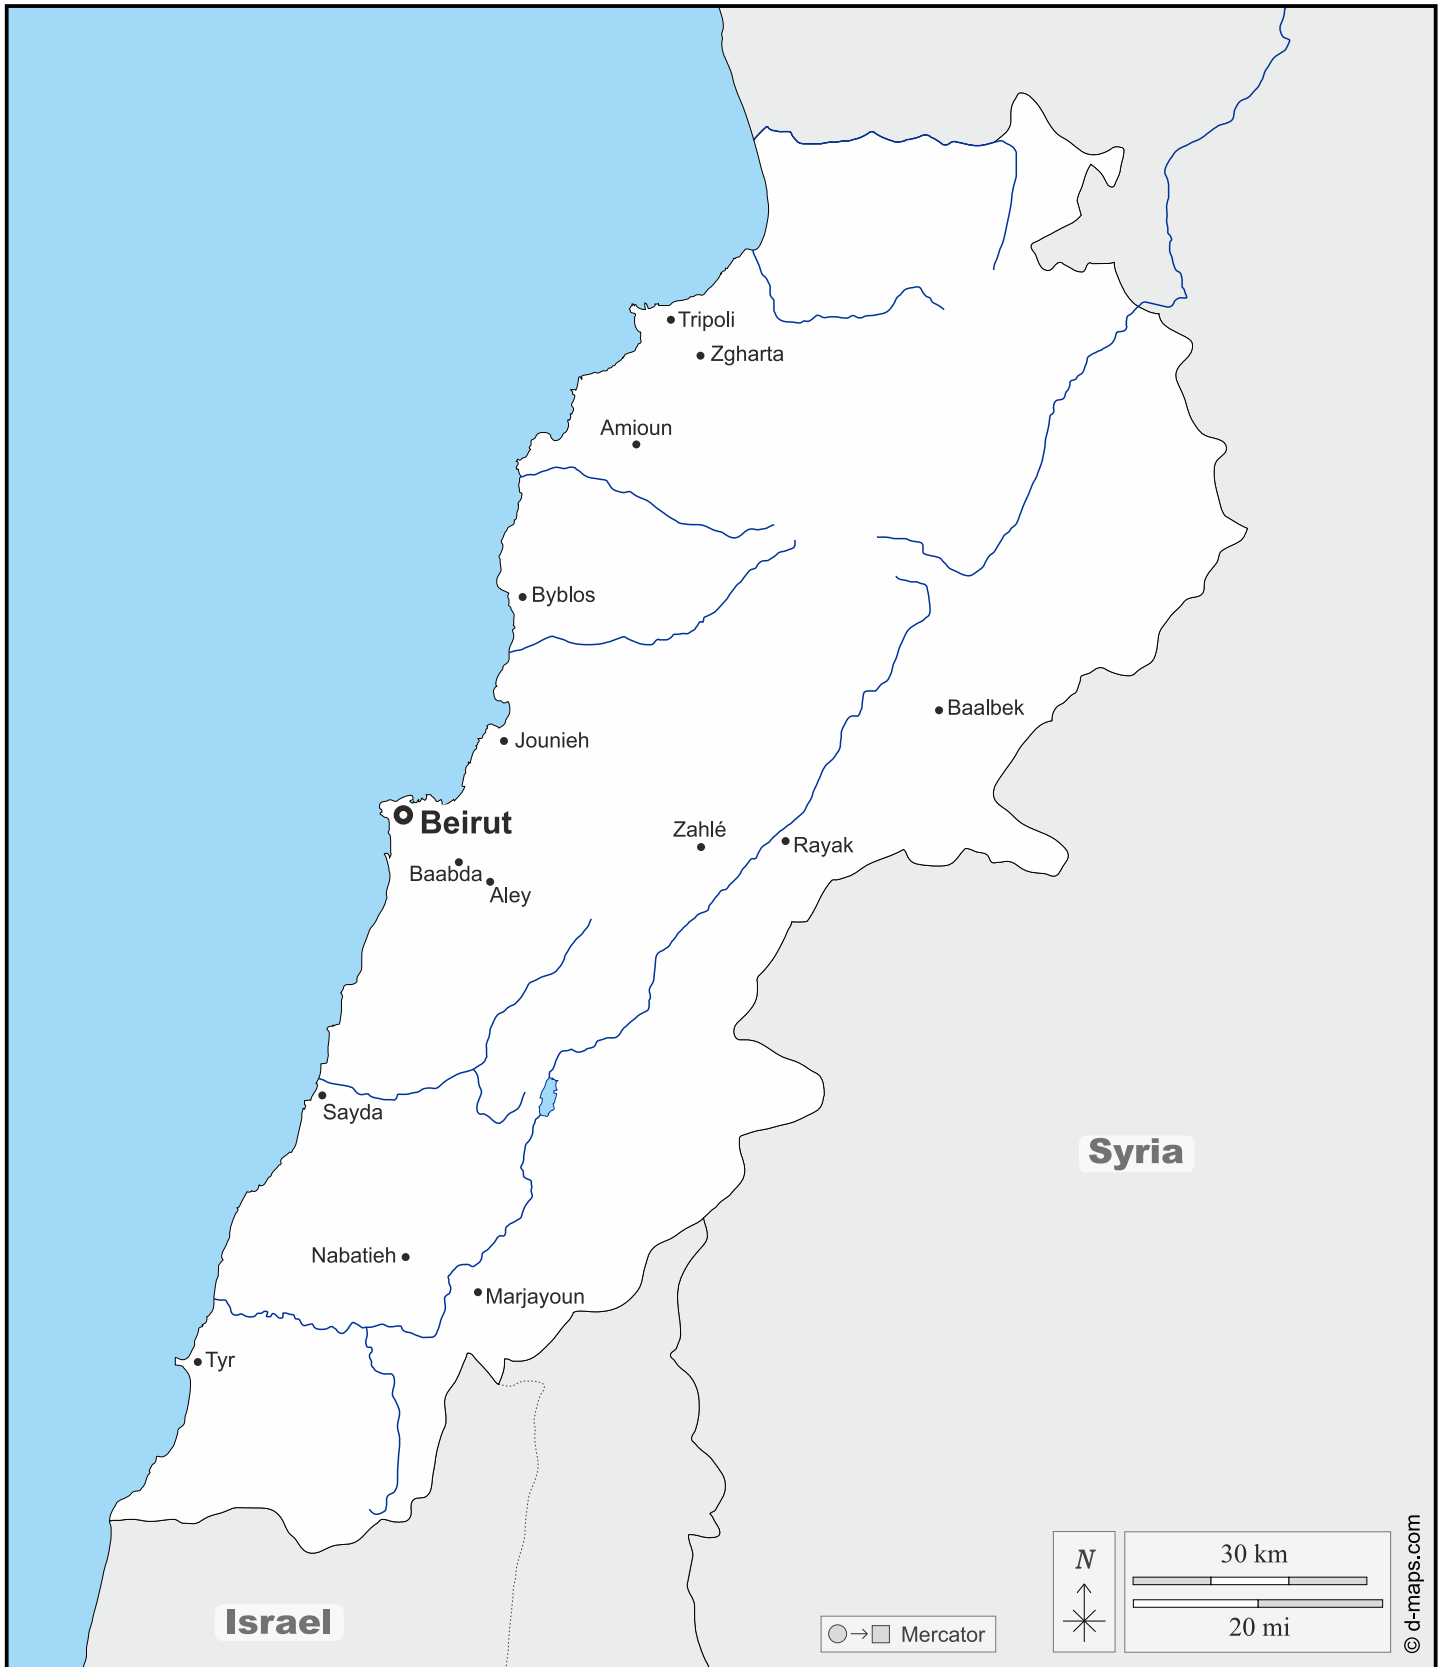 Tripoli
Zgharta
Amioun
Byblos
Baalbek
Jounieh
Beirut
Zahlé
Rayak
Baabda
Aley
Sayda
Syria
Nabatieh
Marjayoun
Tyr
Israel
Mercator
N
30 km
20 mi
© d-maps.com